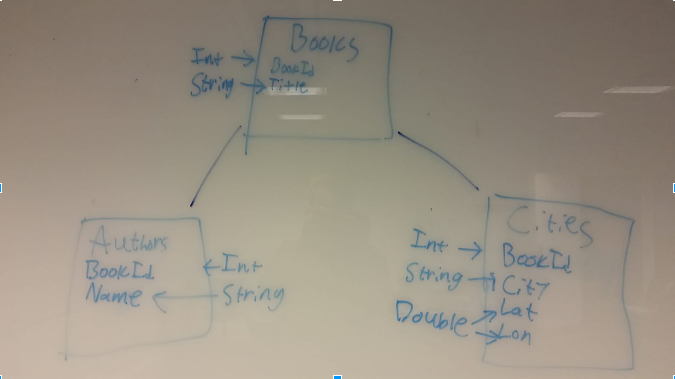 Books
Int → BookId
String → Title
Authors
BookId ← Int
Name ← String
Cities
Int → BookId
String → City
Double → Lat
Lon